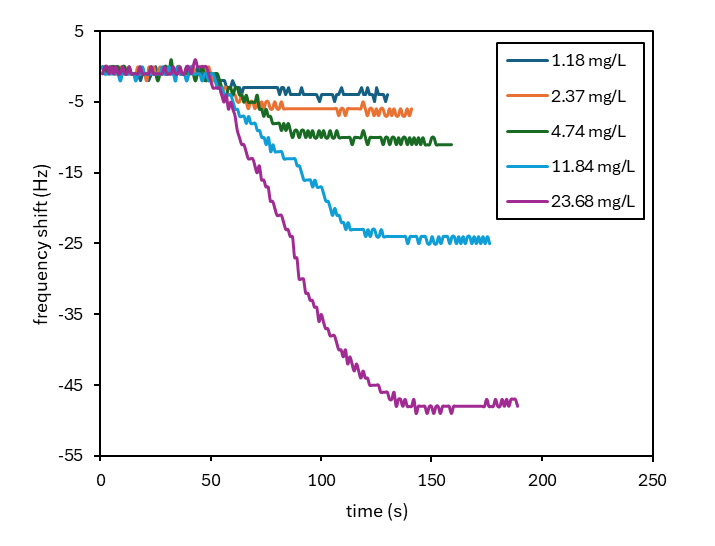 5
-5
-15
-25
-35
-45
-55
frequency shift (Hz)
0 50 100 150 200 250
time (s)
1.18 mg/L
2.37 mg/L
4.74 mg/L
11.84 mg/L
23.68 mg/L